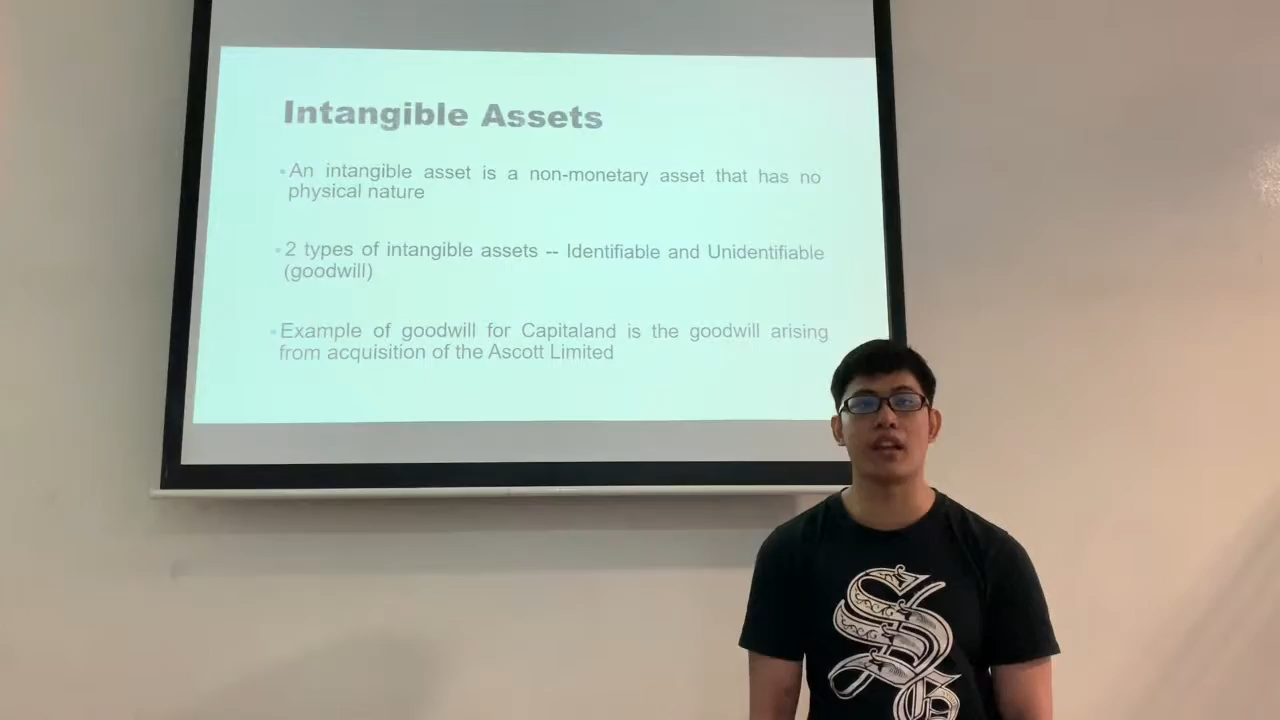 Intangible Assets
▪An intangible asset is a non-monetary asset that has no
physical nature
▪2 types of intangible assets -- Identifiable and Unidentifiable
(goodwill)
▪Example of goodwill for Capitaland is the goodwill arising
from acquisition of the Ascott Limited